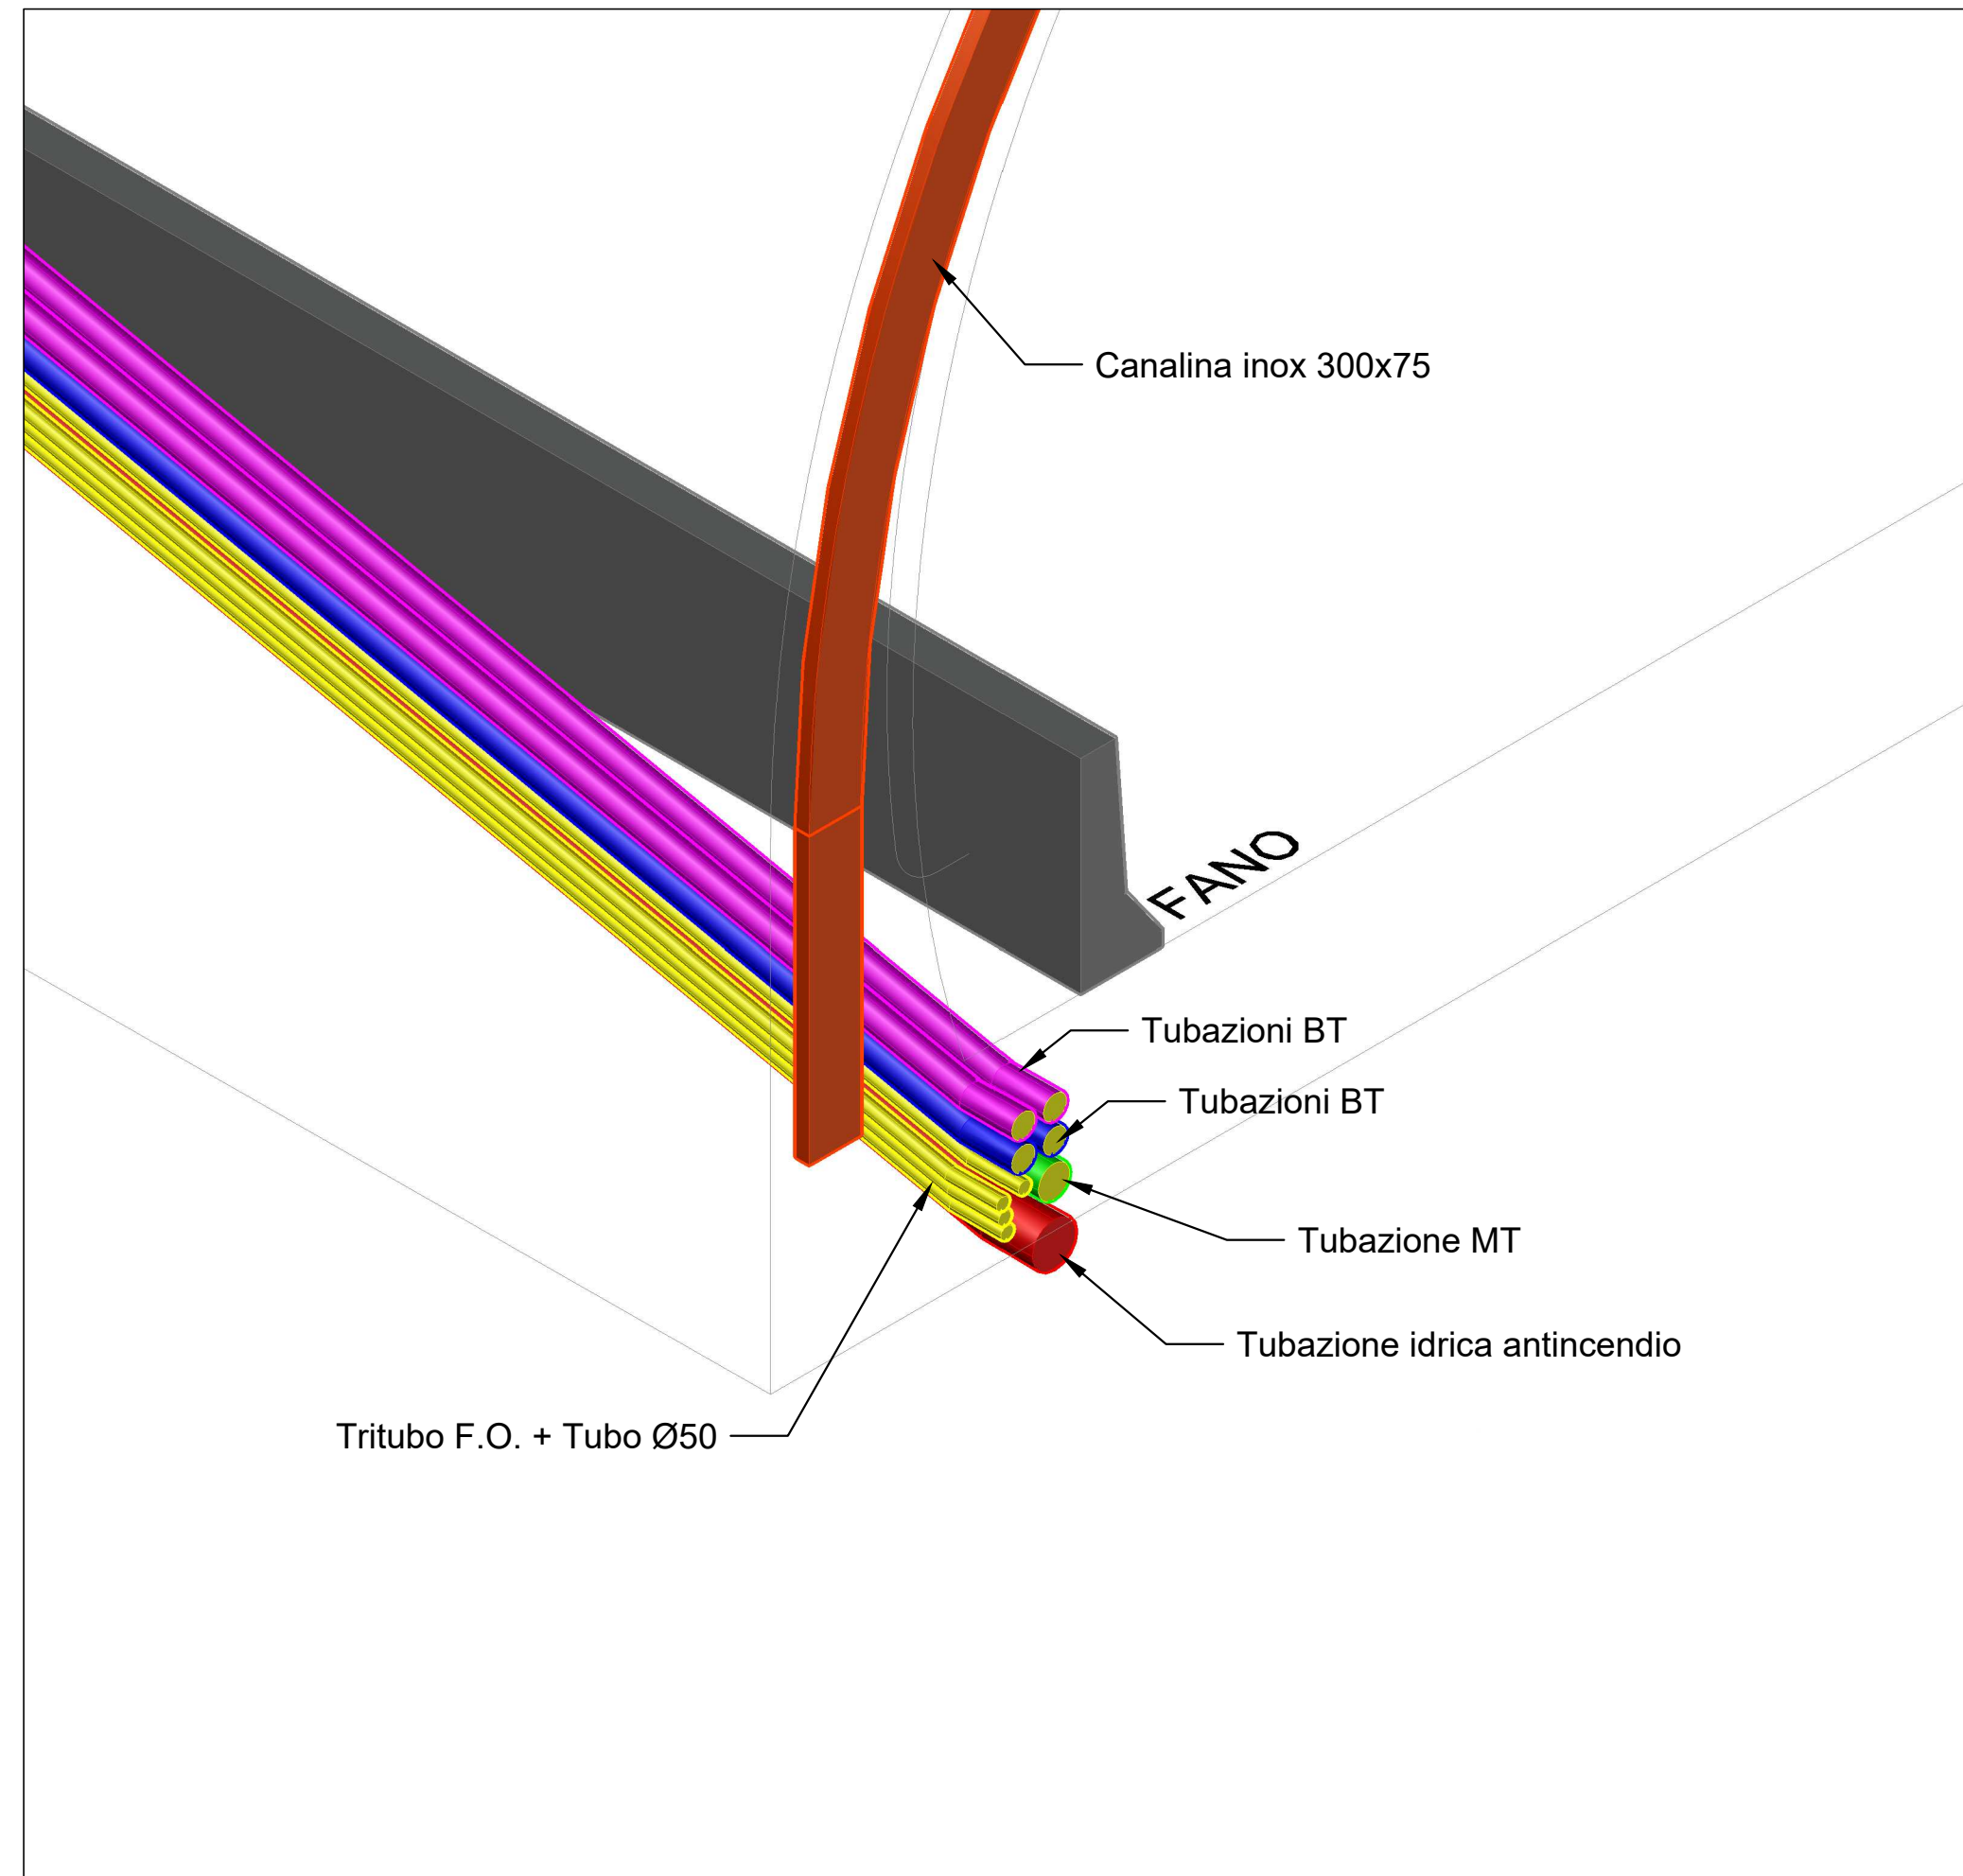 Canalina inox 300x75
FANO
Tubazioni BT
Tubazioni BT
Tubazione MT
Tubazione idrica antincendio
Tritubo F.O. + Tubo Ø50